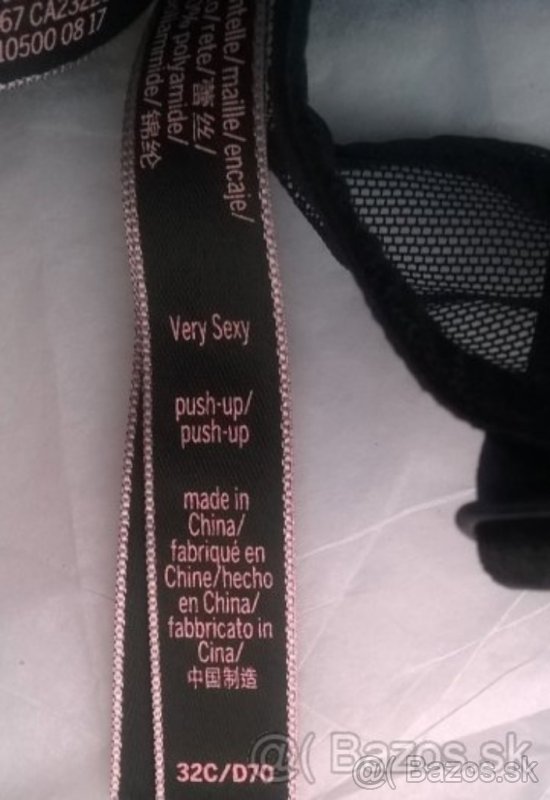 67 CA232
10500 08 17
/maille/encaje/
/rete/蕾丝/
% polyamide/
/锦纶
Very Sexy
push-up/
push-up
made in
China/
fabriqué en
Chine/hecho
en China/
fabbricato in
Cina/
中国制造
32C/D70
@( Bazos.sk
@( Bazos.sk